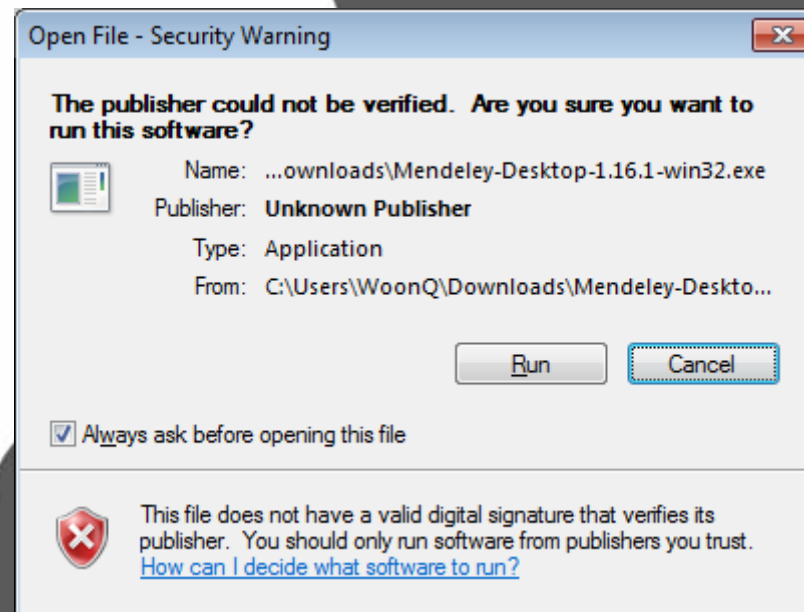 Open File - Security Warning
The publisher could not be verified.  Are you sure you want to
run this software?
Name: ...ownloads\Mendeley-Desktop-1.16.1-win32.exe
Publisher: Unknown Publisher
Type: Application
From: C:\Users\WoonQ\Downloads\Mendeley-Deskto...
Run Cancel
Always ask before opening this file
This file does not have a valid digital signature that verifies its
publisher.  You should only run software from publishers you trust.
How can I decide what software to run?